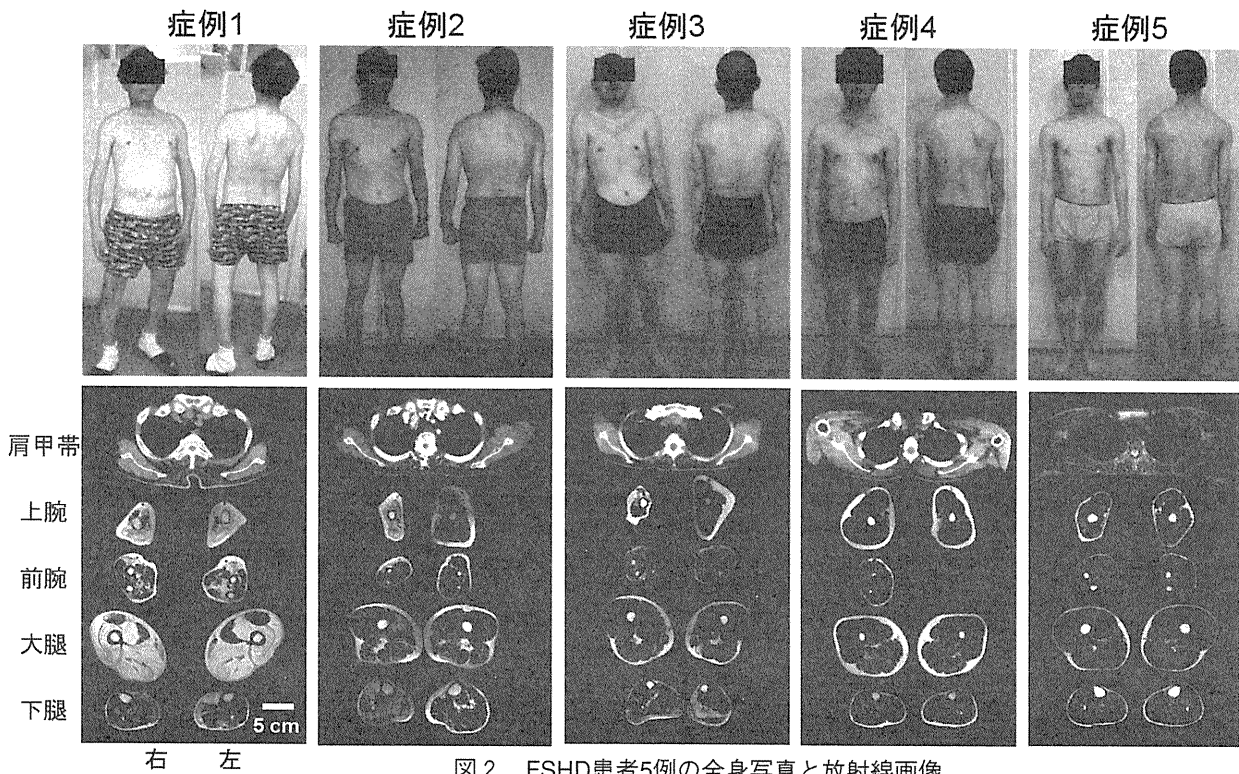 症例1 症例2 症例3 症例4 症例5
肩甲帯
上腕
前腕
大腿
下腿
5 cm
右 左
図2 FSHD患者5例の全身写真と放射線画像